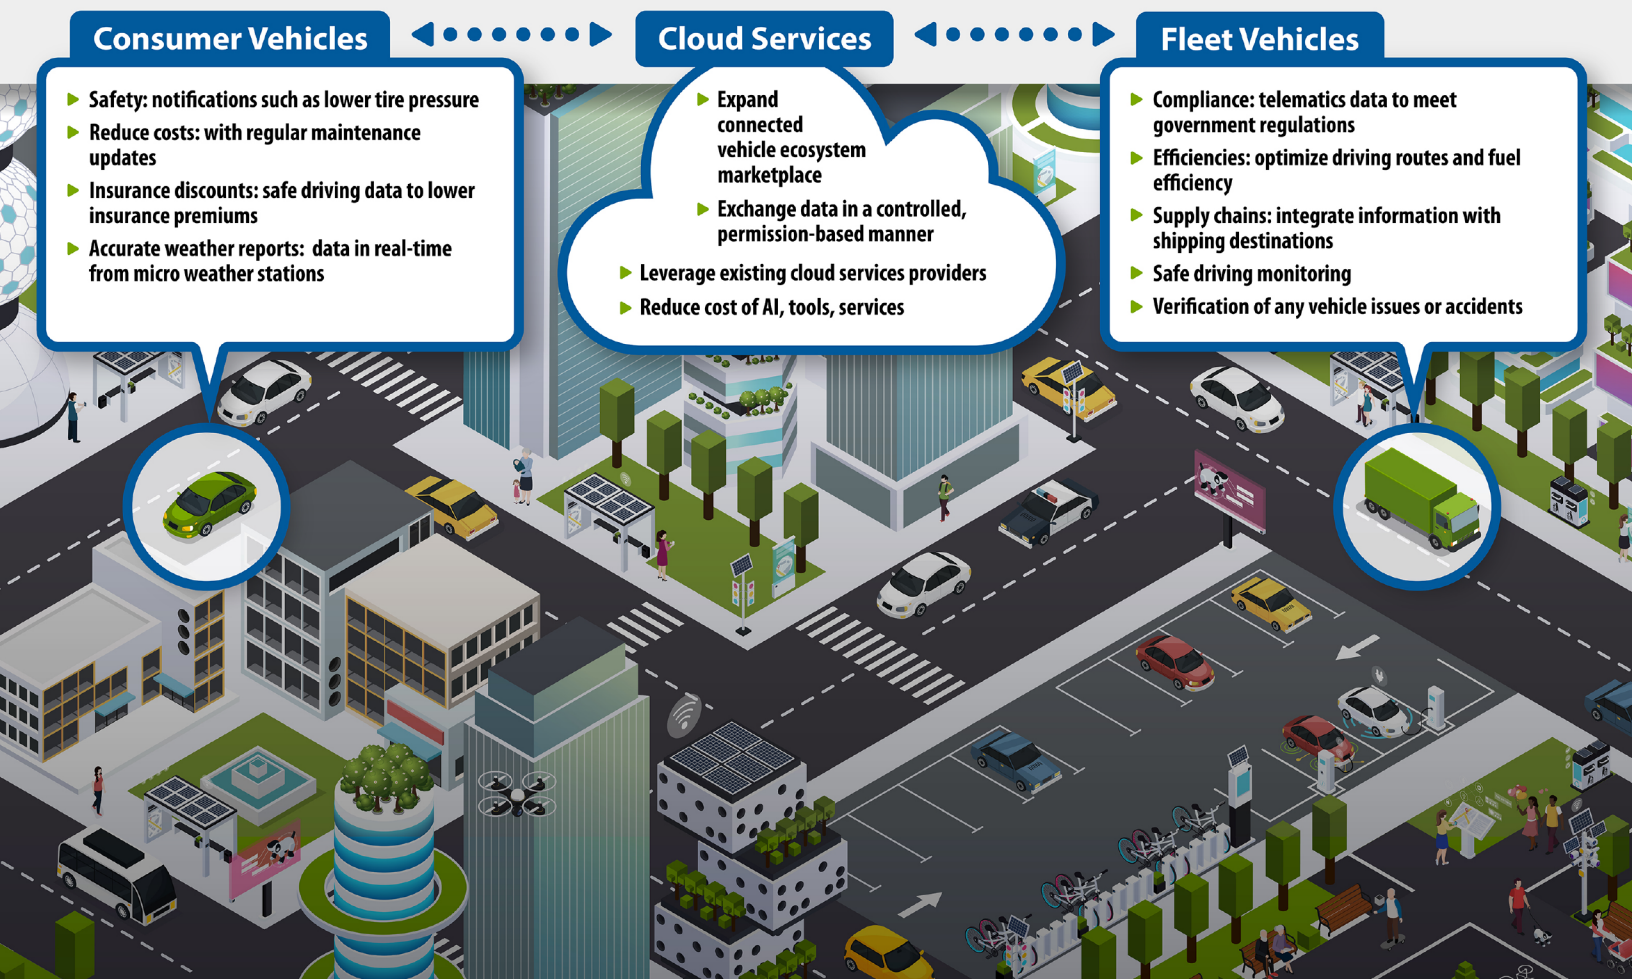 Consumer Vehicles
Safety: notifications such as lower tire pressure
Reduce costs: with regular maintenance
updates
Insurance discounts: safe driving data to lower
insurance premiums
Accurate weather reports:  data in real-time
from micro weather stations
Cloud Services
Expand
connected
vehicle ecosystem
marketplace
Exchange data in a controlled,
permission-based manner
Leverage existing cloud services providers
Reduce cost of AI, tools, services
Fleet Vehicles
Compliance: telematics data to meet
government regulations
Efficiencies: optimize driving routes and fuel
efficiency
Supply chains: integrate information with
shipping destinations
Safe driving monitoring
Verification of any vehicle issues or accidents